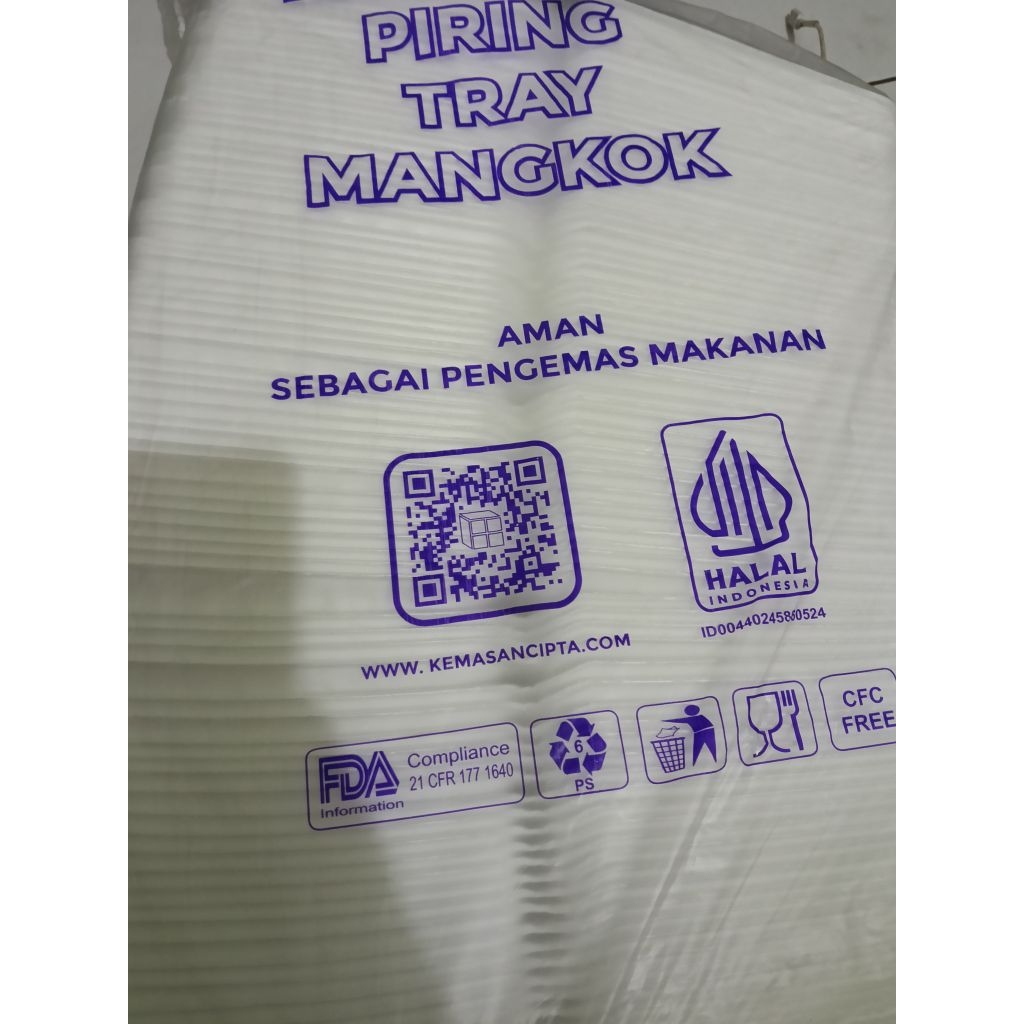 PIRING
TRAY
MANGKOK
AMAN
SEBAGAI PENGEMAS MAKANAN
HALAL
INDONESIA
ID00440245860524
WWW. KEMASANCIPTA.COM
FDA
Information
Compliance
21 CFR 177 1640
6
PS
CFC
FREE